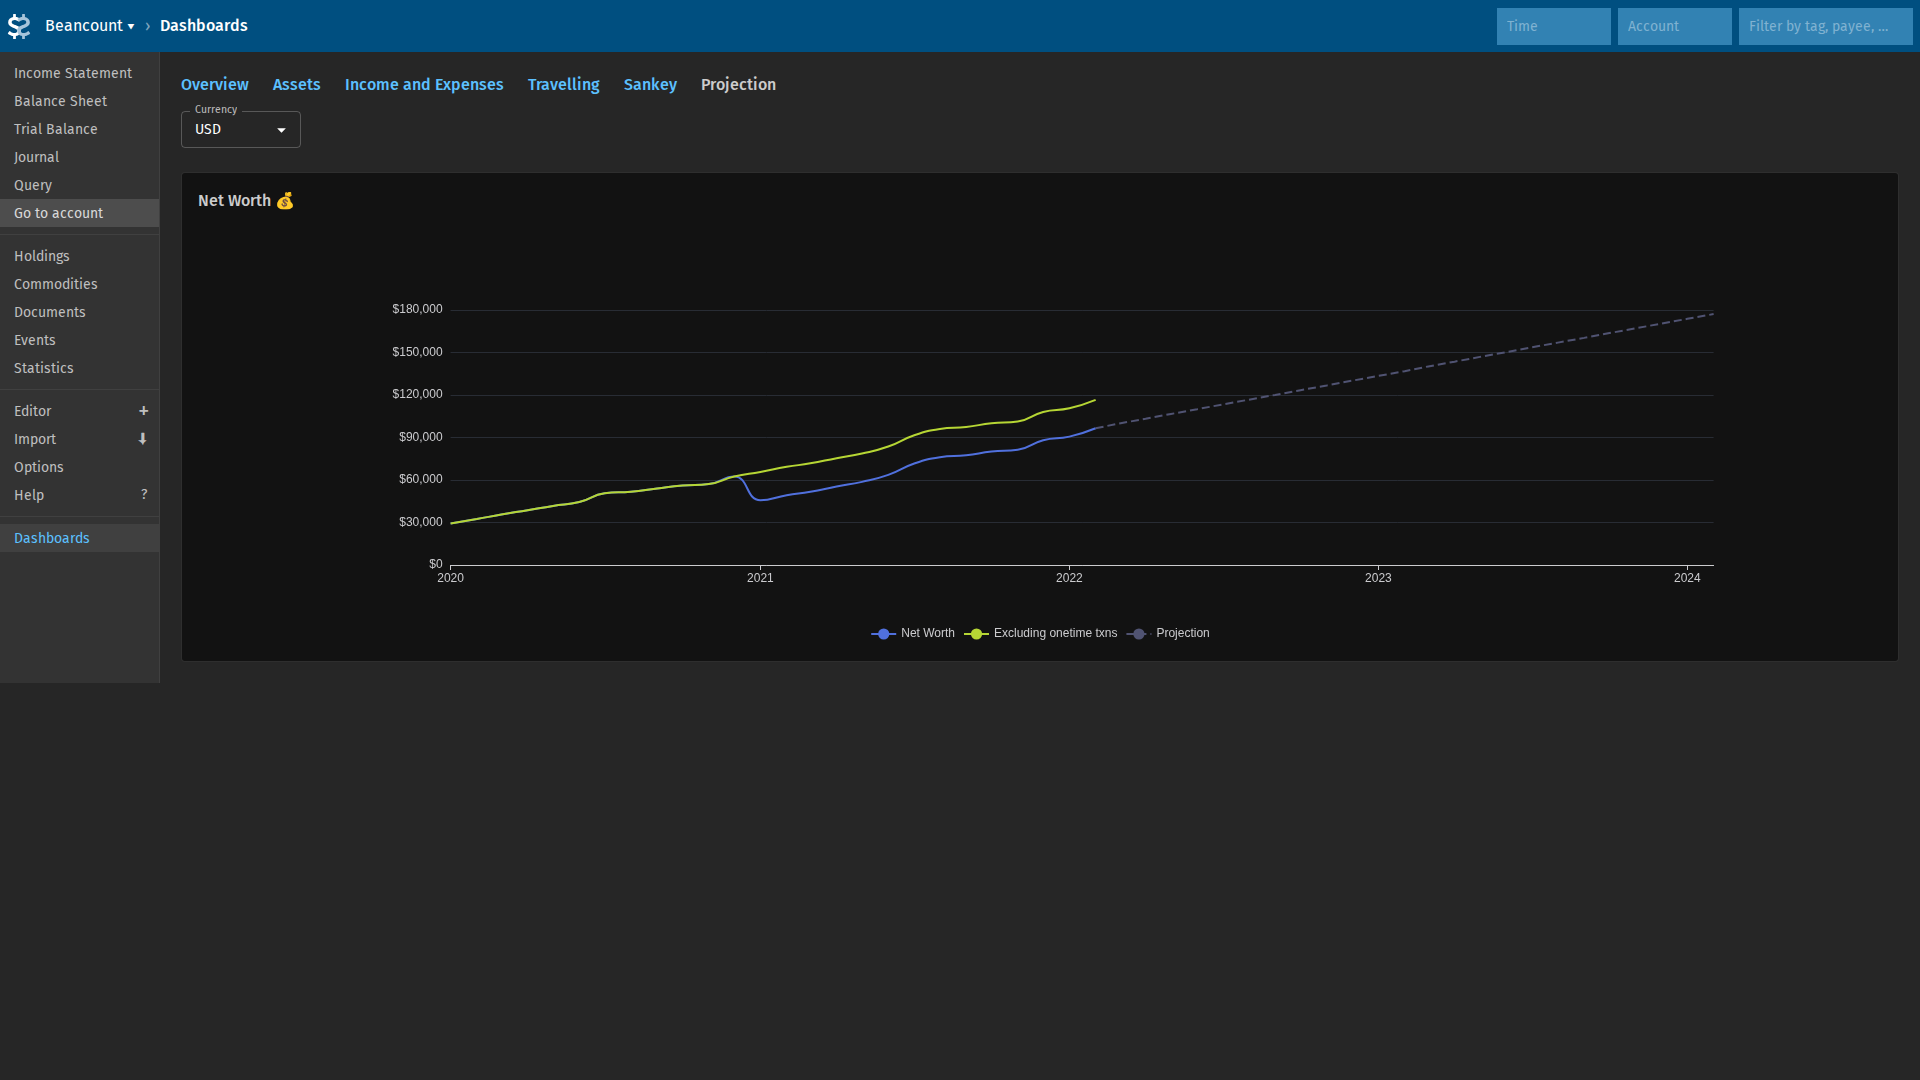 Beancount ▾ › Dashboards
Time
Account
Filter by tag, payee, ...
Income Statement
Balance Sheet
Trial Balance
Journal
Query
Go to account
Holdings
Commodities
Documents
Events
Statistics
Editor +
Import ⬇
Options
Help ?
Dashboards
Overview Assets Income and Expenses Travelling Sankey Projection
Currency
USD
Net Worth 💰
$180,000
$150,000
$120,000
$90,000
$60,000
$30,000
$0
2020 2021 2022 2023 2024
Net Worth Excluding onetime txns Projection